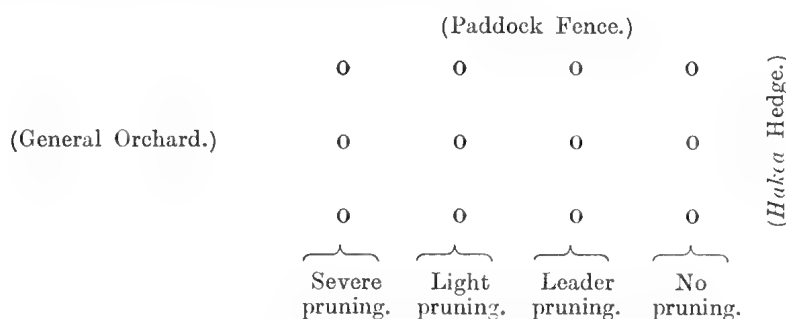 (Paddock Fence.)
o o o o
(General Orchard.) o o o o
o o o o
(Hakea Hedge.)
Severe Light Leader No
pruning. pruning. pruning. pruning.